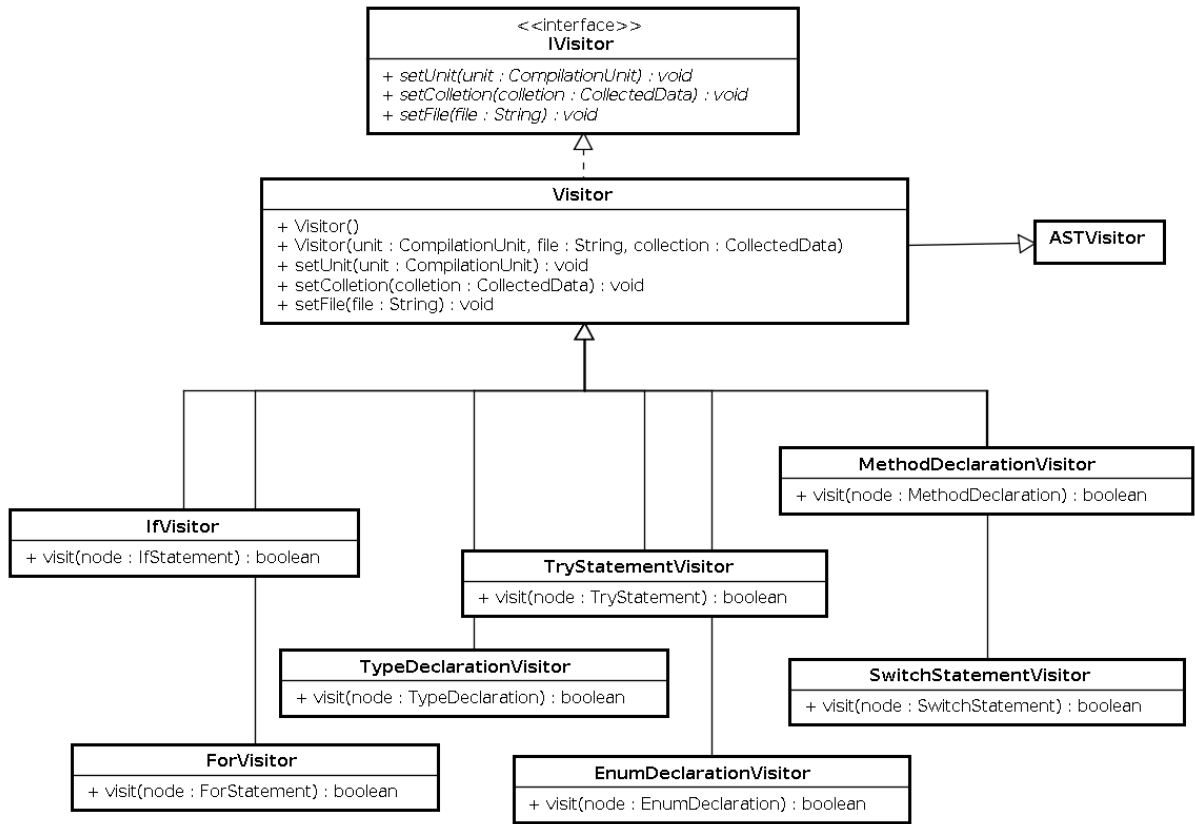 <<interface>>
IVisitor
+ setUnit(unit : CompilationUnit) : void
+ setColletion(colletion : CollectedData) : void
+ setFile(file : String) : void
Visitor
+ Visitor()
+ Visitor(unit : CompilationUnit, file : String, collection : CollectedData)
+ setUnit(unit : CompilationUnit) : void
+ setColletion(colletion : CollectedData) : void
+ setFile(file : String) : void
ASTVisitor
MethodDeclarationVisitor
+ visit(node : MethodDeclaration) : boolean
IfVisitor
+ visit(node : IfStatement) : boolean
TryStatementVisitor
+ visit(node : TryStatement) : boolean
TypeDeclarationVisitor
+ visit(node : TypeDeclaration) : boolean
SwitchStatementVisitor
+ visit(node : SwitchStatement) : boolean
ForVisitor
+ visit(node : ForStatement) : boolean
EnumDeclarationVisitor
+ visit(node : EnumDeclaration) : boolean